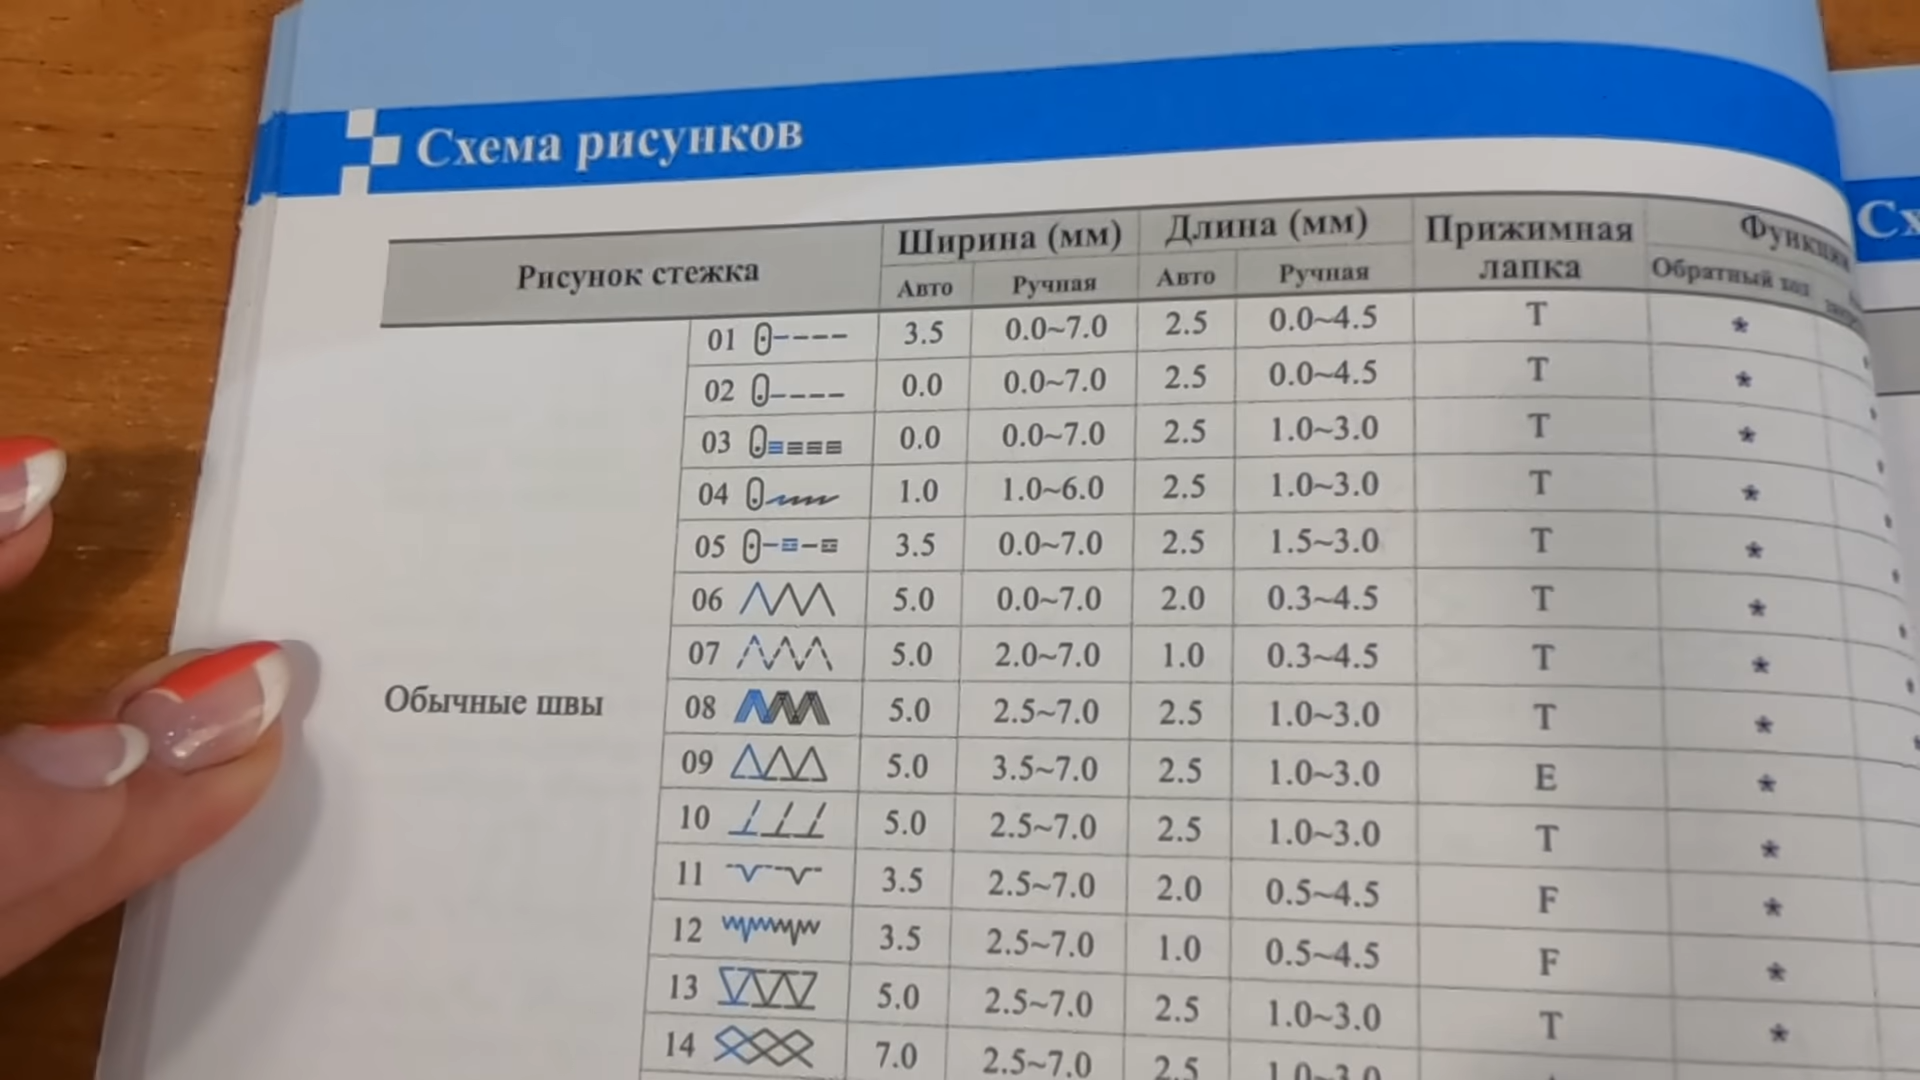 Схема рисунков
Сх
Рисунок стежка Ширина (мм) Длина (мм) Прижимная лапка Функции
Авто Ручная Авто Ручная Обратный ход
01 3.5 0.0~7.0 2.5 0.0~4.5 T *
02 0.0 0.0~7.0 2.5 0.0~4.5 T *
03 0.0 0.0~7.0 2.5 1.0~3.0 T *
04 1.0 1.0~6.0 2.5 1.0~3.0 T *
05 3.5 0.0~7.0 2.5 1.5~3.0 T *
06 5.0 0.0~7.0 2.0 0.3~4.5 T *
07 5.0 2.0~7.0 1.0 0.3~4.5 T *
Обычные швы
08 5.0 2.5~7.0 2.5 1.0~3.0 T *
09 5.0 3.5~7.0 2.5 1.0~3.0 E *
10 5.0 2.5~7.0 2.5 1.0~3.0 T *
11 3.5 2.5~7.0 2.0 0.5~4.5 F *
12 3.5 2.5~7.0 1.0 0.5~4.5 F *
13 5.0 2.5~7.0 2.5 1.0~3.0 T *
14 7.0 2.5~7.0 2.5 1.0~3.0